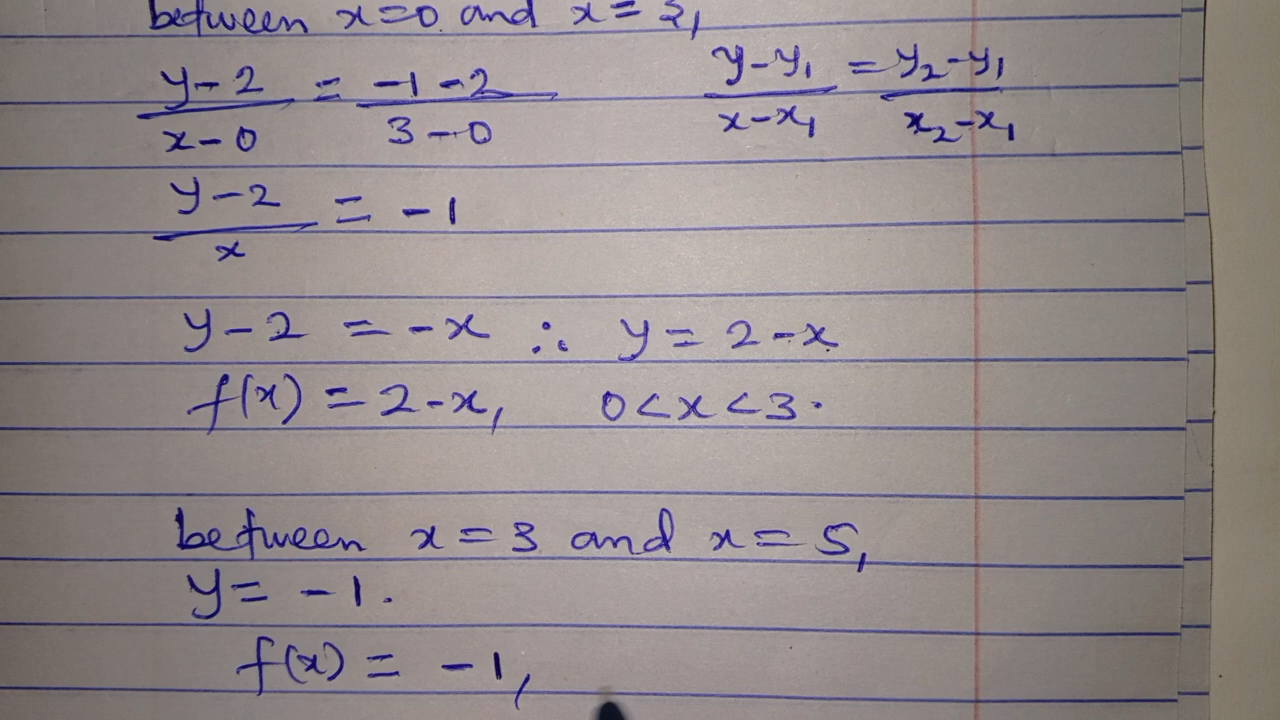 between x=0 and x= 3,
y-2 / x-0 = -1-2 / 3-0
y-y₁ / x-x₁ = y₂-y₁ / x₂-x₁
y-2 / x = -1
y-2 = -x ∴ y = 2-x
f(x) = 2-x, 0<x<3.
between x=3 and x=5,
y= -1.
f(x) = -1,